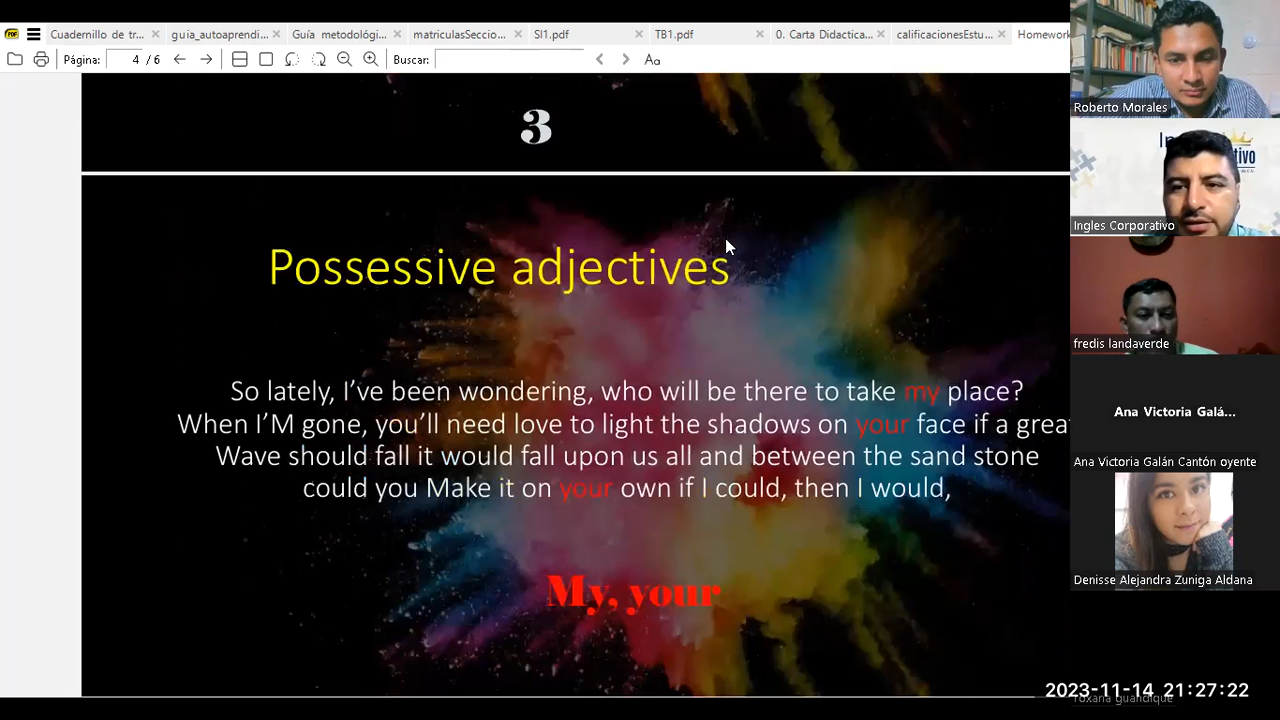 Cuadernillo de tr...
guia_autoaprendi...
Guía metodológi...
matriculasSeccio...
SI1.pdf
TB1.pdf
0. Carta Didactica...
calificacionesEstu...
Homework
Página:
4 / 6
Buscar:
Aa
3
Possessive adjectives
So lately, I've been wondering, who will be there to take my place?
When I'M gone, you'll need love to light the shadows on your face if a great
Wave should fall it would fall upon us all and between the sand stone
could you Make it on your own if I could, then I would,
My, your
Roberto Morales
Ingles Corporativo
fredis landaverde
Ana Victoria Galá...
Ana Victoria Galán Cantón oyente
Denisse Alejandra Zuniga Aldana
roxana guandique
2023-11-14 21:27:22